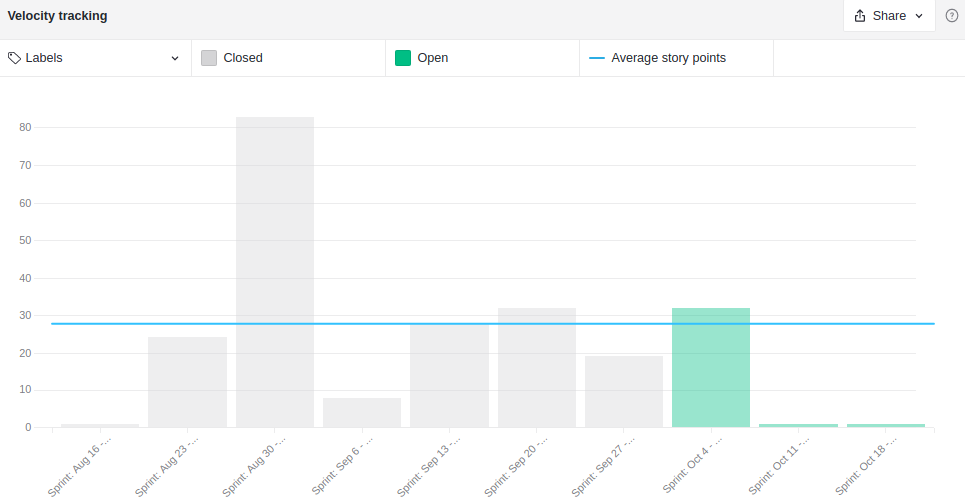 Velocity tracking
Share
Labels
Closed
Open
Average story points
80
70
60
50
40
30
20
10
0
Sprint: Aug 16 -...
Sprint: Aug 23 -...
Sprint: Aug 30 -...
Sprint: Sep 6 - ...
Sprint: Sep 13 -...
Sprint: Sep 20 -...
Sprint: Sep 27 -...
Sprint: Oct 4 - ...
Sprint: Oct 11 -...
Sprint: Oct 18 -...